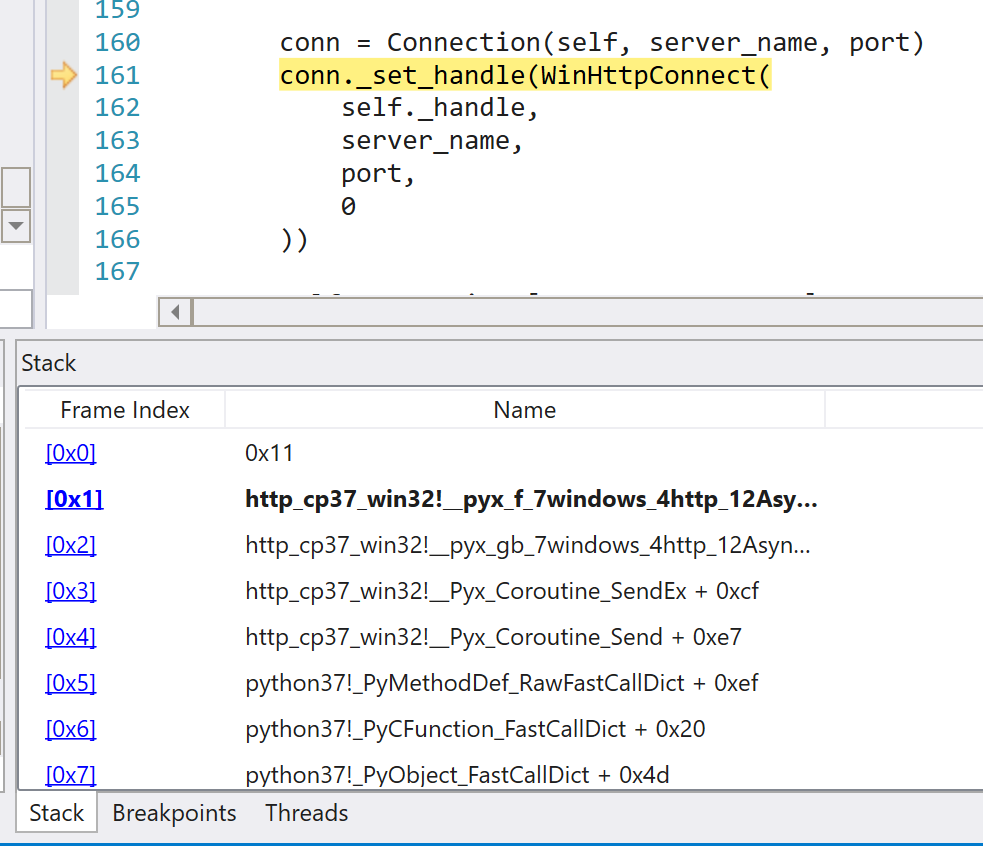 159
160 conn = Connection(self, server_name, port)
161 conn._set_handle(WinHttpConnect(
162 self._handle,
163 server_name,
164 port,
165 0
166 ))
167
Stack
Frame Index Name
[0x0] 0x11
[0x1] http_cp37_win32!__pyx_f_7windows_4http_12Asy...
[0x2] http_cp37_win32!__pyx_gb_7windows_4http_12Asyn...
[0x3] http_cp37_win32!__Pyx_Coroutine_SendEx + 0xcf
[0x4] http_cp37_win32!__Pyx_Coroutine_Send + 0xe7
[0x5] python37!_PyMethodDef_RawFastCallDict + 0xef
[0x6] python37!_PyCFunction_FastCallDict + 0x20
[0x7] python37!_PyObject_FastCallDict + 0x4d
Stack Breakpoints Threads